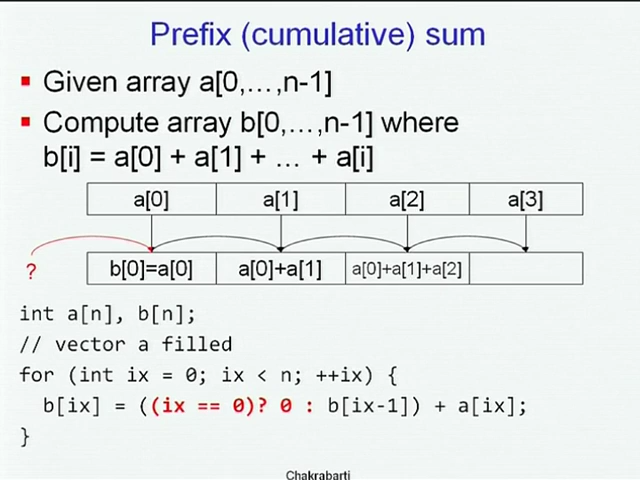 Prefix (cumulative) sum
Given array a[0,…,n-1]
Compute array b[0,…,n-1] where
b[i] = a[0] + a[1] + … + a[i]
a[0] a[1] a[2] a[3]
? b[0]=a[0] a[0]+a[1] a[0]+a[1]+a[2]
int a[n], b[n];
// vector a filled
for (int ix = 0; ix < n; ++ix) {
b[ix] = ((ix == 0)? 0 : b[ix-1]) + a[ix];
}
Chakrabarti